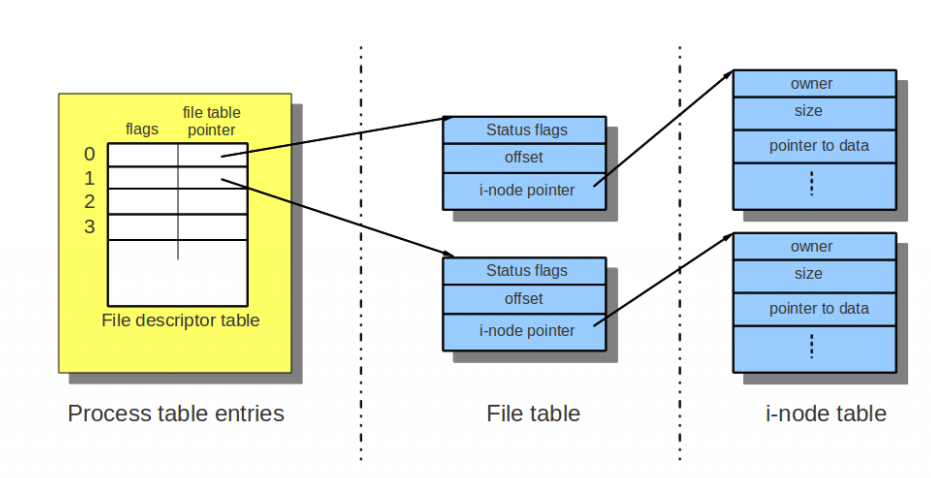 flags
file table
pointer
0
1
2
3
File descriptor table
Process table entries
Status flags
offset
i-node pointer
Status flags
offset
i-node pointer
File table
owner
size
pointer to data
owner
size
pointer to data
i-node table